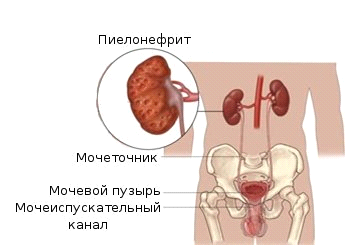 Пиелонефрит
Мочеточник
Мочевой пузырь
Мочеиспускательный
канал